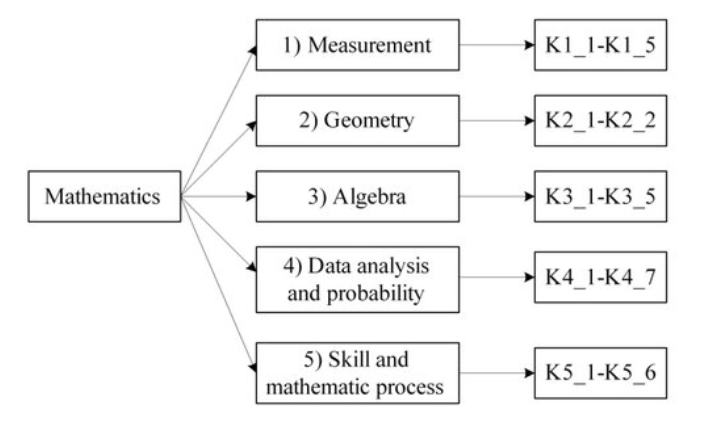 Mathematics
1) Measurement
K1_1-K1_5
2) Geometry
K2_1-K2_2
3) Algebra
K3_1-K3_5
4) Data analysis
and probability
K4_1-K4_7
5) Skill and
mathematic process
K5_1-K5_6